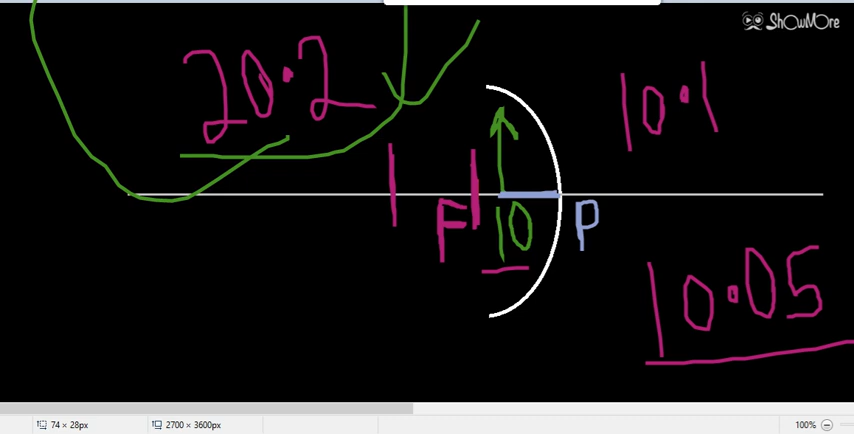 ShowMore
20.2
10.1
F
10
P
10.05
74 × 28px
2700 × 3600px
100%